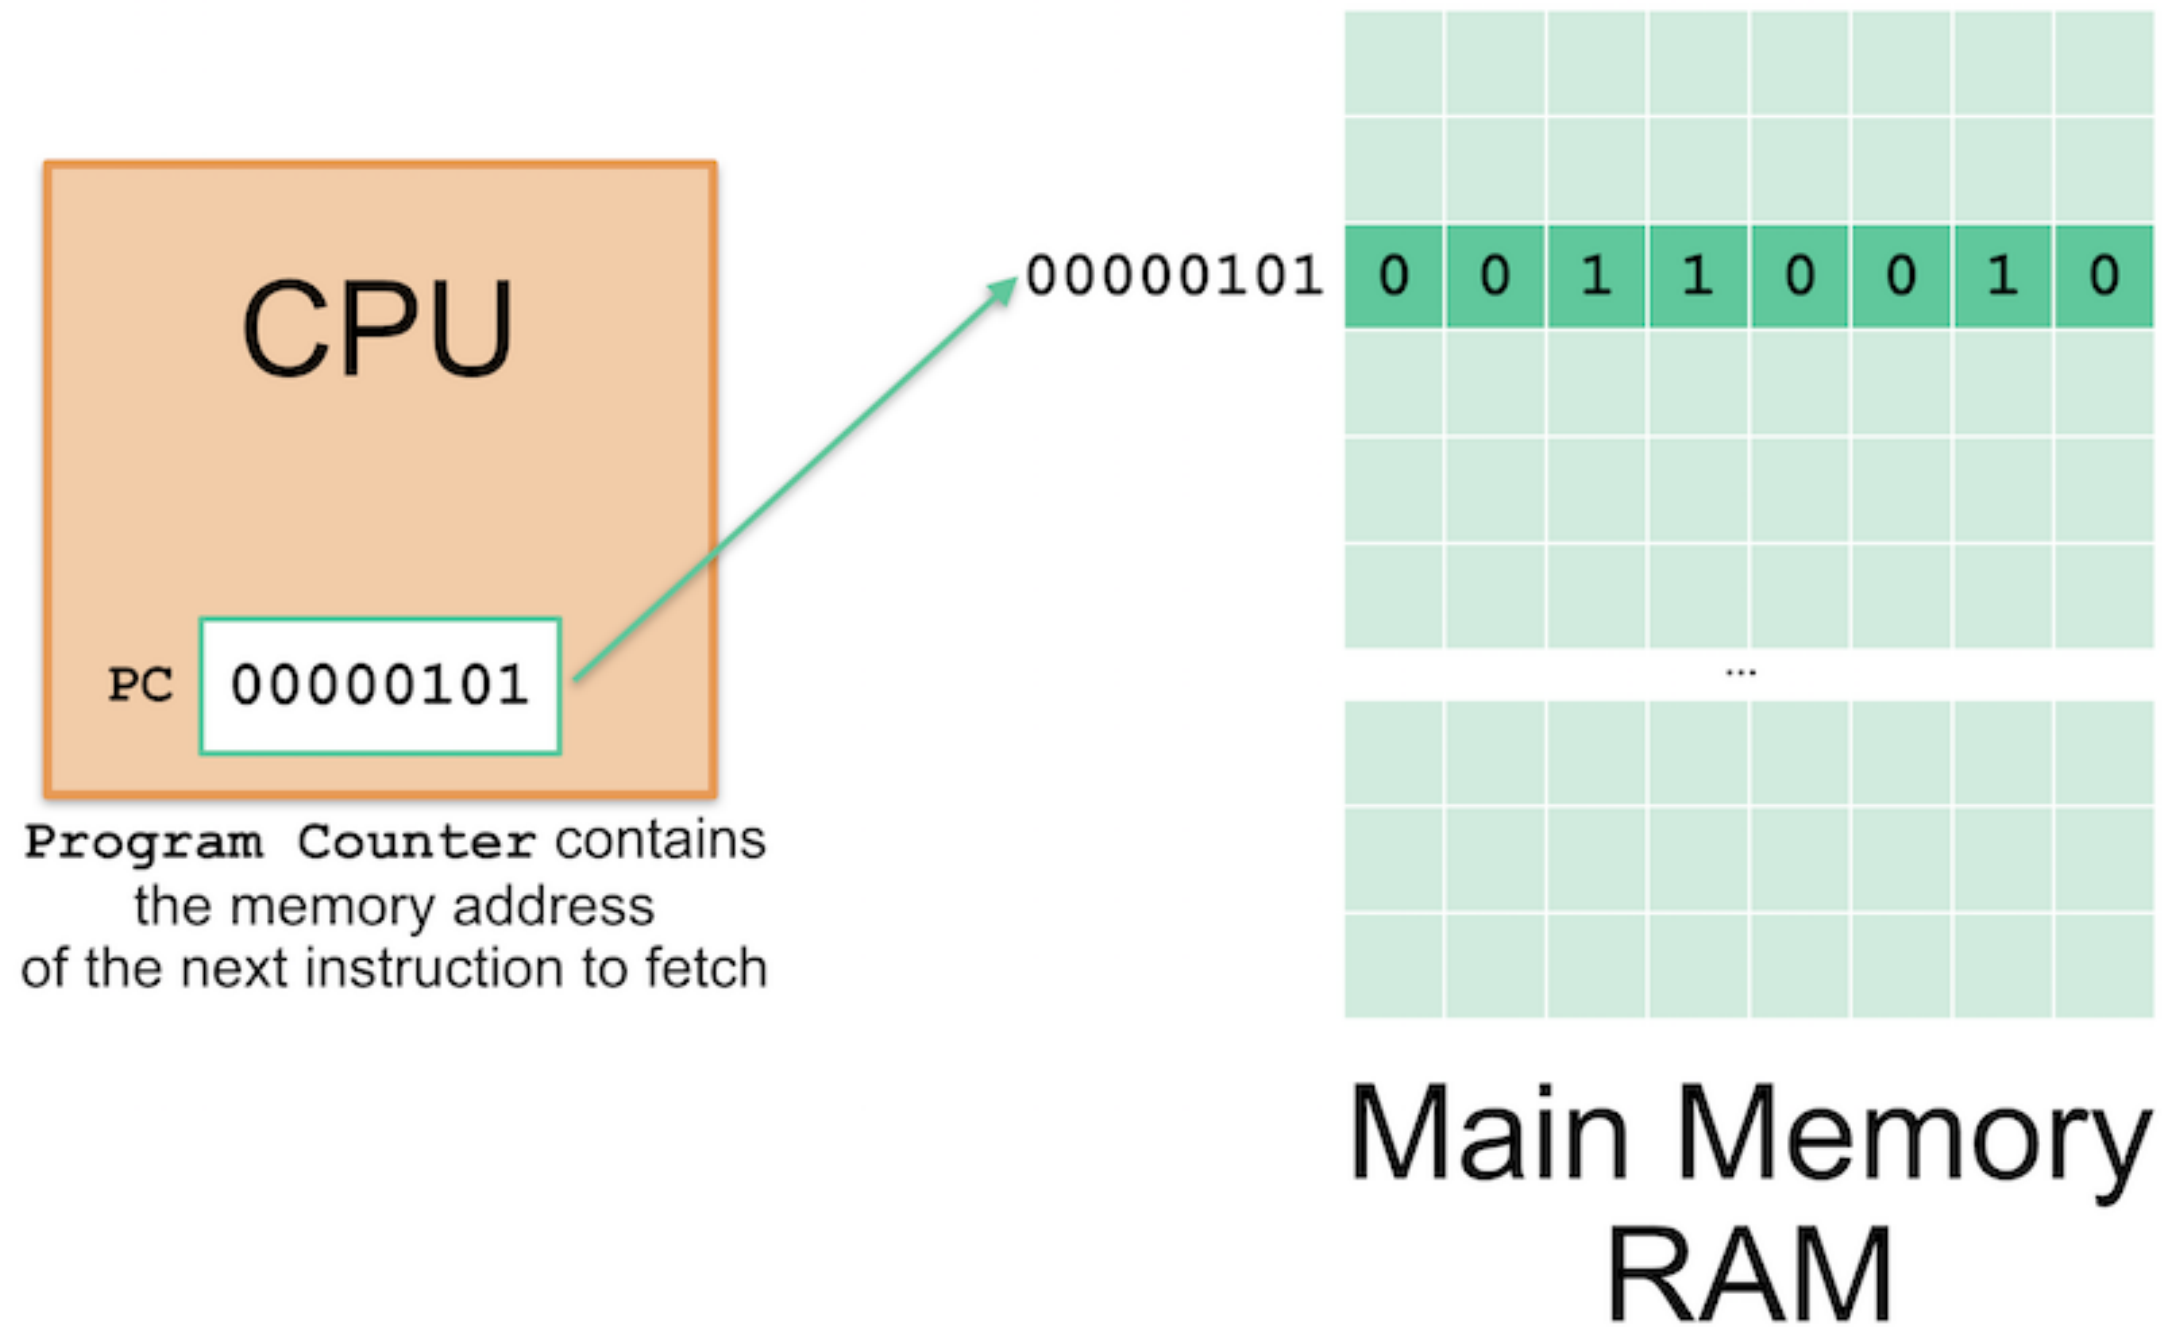 CPU
PC 00000101
Program Counter contains
the memory address
of the next instruction to fetch
00000101 0 0 1 1 0 0 1 0
...
Main Memory
RAM